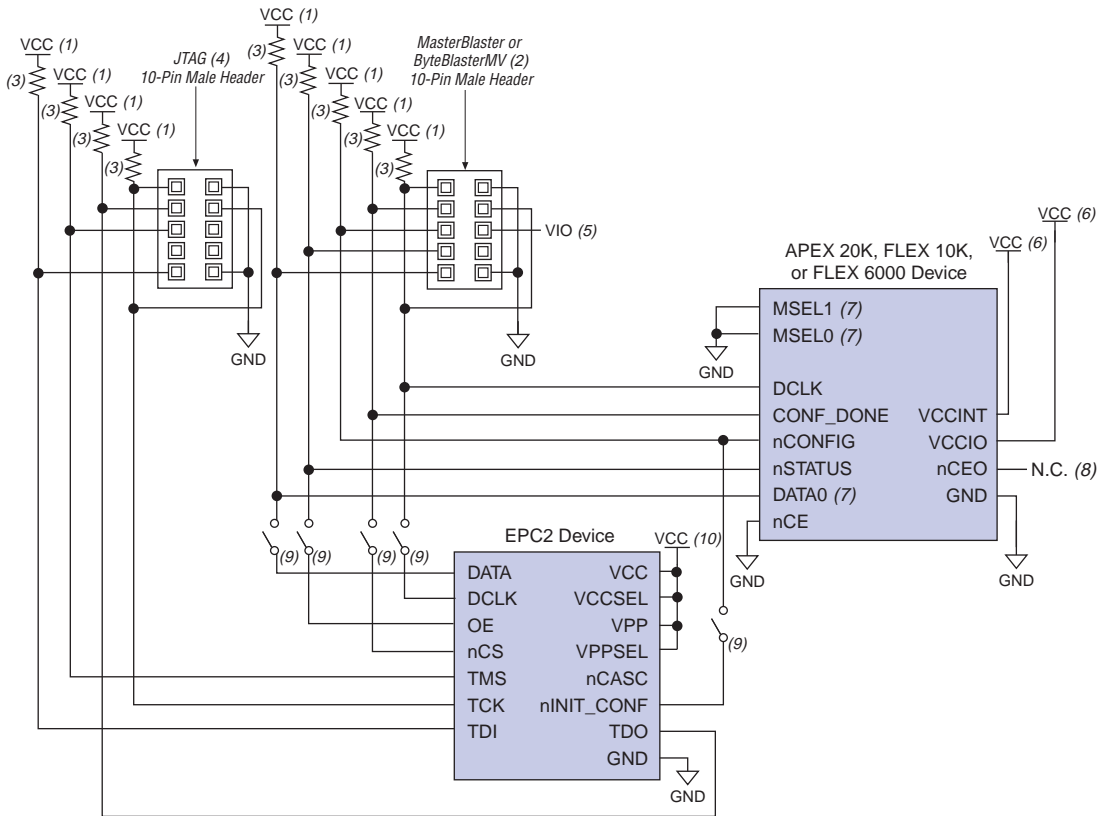 VCC (1)
(3)
VCC (1)
(3)
VCC (1)
(3)
VCC (1)
(3)
JTAG (4)
10-Pin Male Header
GND
VCC (1)
(3)
VCC (1)
(3)
VCC (1)
(3)
VCC (1)
(3)
VCC (1)
(3)
MasterBlaster or
ByteBlasterMV (2)
10-Pin Male Header
VIO (5)
GND
VCC (6)
VCC (6)
APEX 20K, FLEX 10K,
or FLEX 6000 Device
MSEL1 (7)
MSEL0 (7)
GND
DCLK
CONF_DONE
nCONFIG
nSTATUS
DATA0 (7)
nCE
GND
VCCINT
VCCIO
nCEO
N.C. (8)
GND
GND
(9)
(9)
(9)
(9)
EPC2 Device
VCC (10)
DATA
DCLK
OE
nCS
TMS
TCK
TDI
VCC
VCCSEL
VPP
VPPSEL
nCASC
nINIT_CONF
TDO
GND
GND
(9)